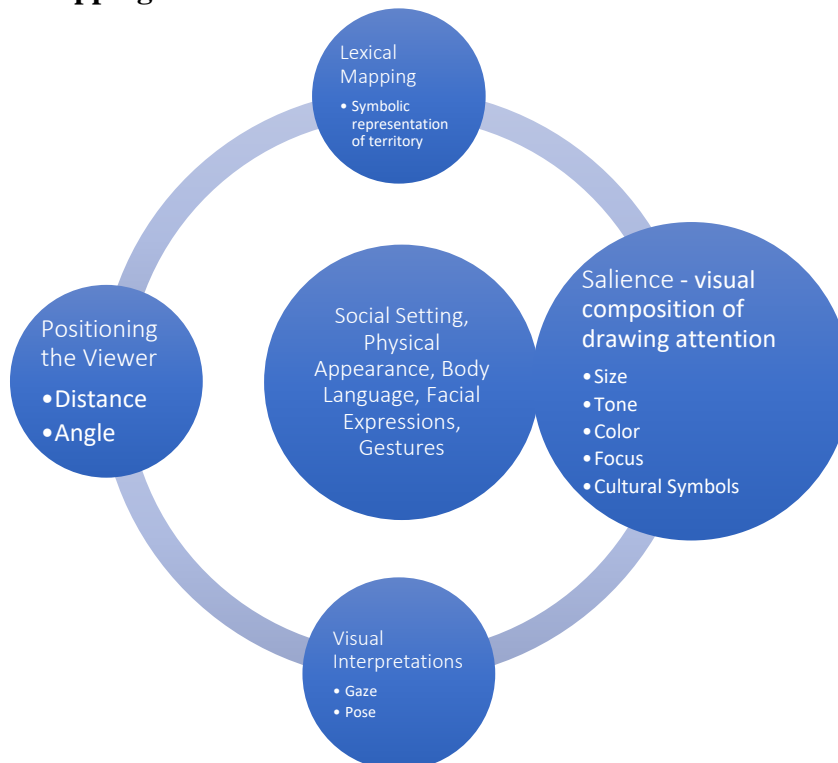 Lexical
Mapping
• Symbolic
representation
of territory
Salience - visual
composition of
drawing attention
• Size
• Tone
• Color
• Focus
• Cultural Symbols
Social Setting,
Physical
Appearance, Body
Language, Facial
Expressions,
Gestures
Positioning
the Viewer
• Distance
• Angle
Visual
Interpretations
• Gaze
• Pose